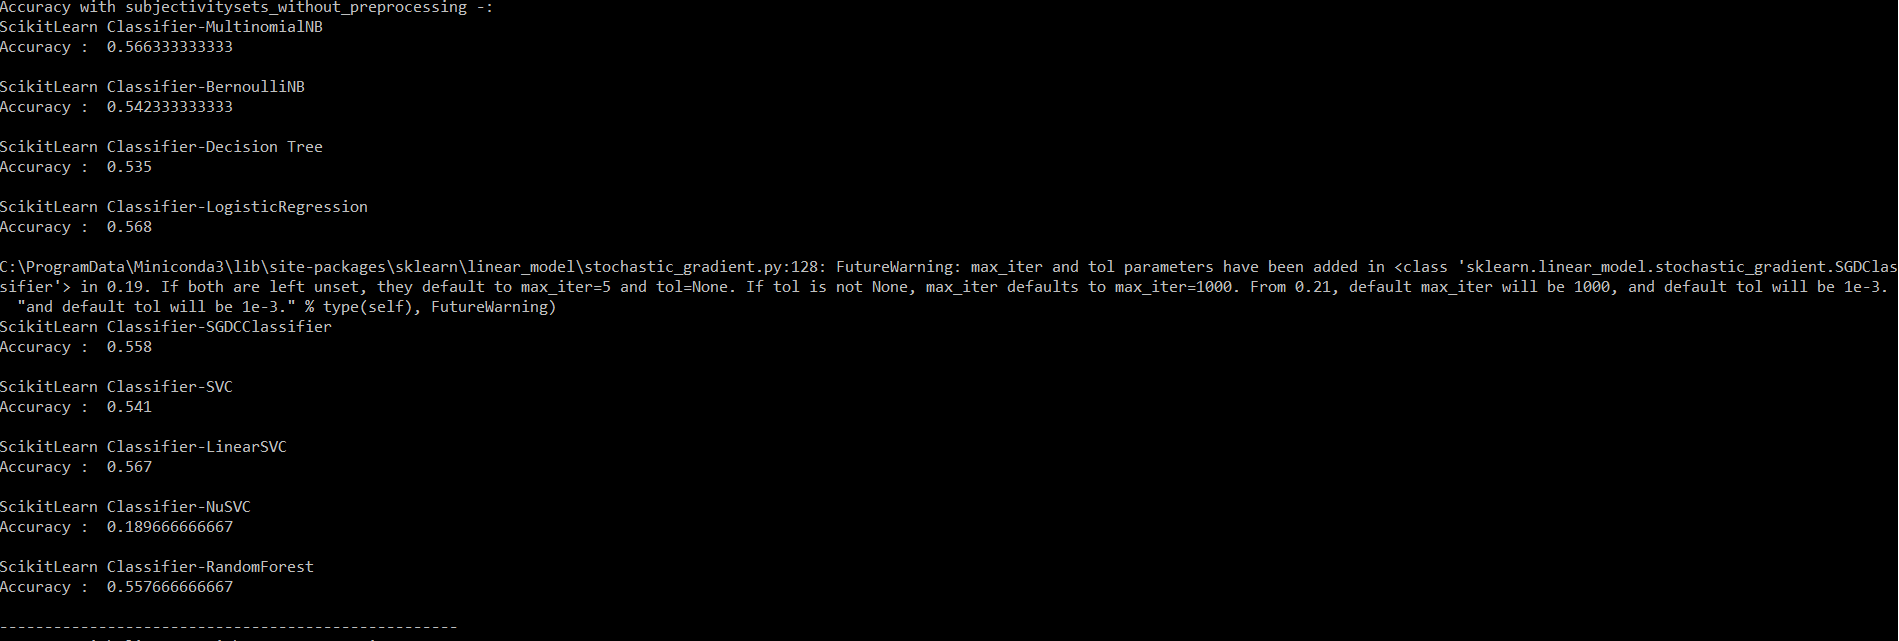 Accuracy with subjectivitysets_without_preprocessing -:
ScikitLearn Classifier-MultinomialNB
Accuracy :  0.566333333333
ScikitLearn Classifier-BernoulliNB
Accuracy :  0.542333333333
ScikitLearn Classifier-Decision Tree
Accuracy :  0.535
ScikitLearn Classifier-LogisticRegression
Accuracy :  0.568
C:\ProgramData\Miniconda3\lib\site-packages\sklearn\linear_model\stochastic_gradient.py:128: FutureWarning: max_iter and tol parameters have been added in <class 'sklearn.linear_model.stochastic_gradient.SGDClas
sifier'> in 0.19. If both are left unset, they default to max_iter=5 and tol=None. If tol is not None, max_iter defaults to max_iter=1000. From 0.21, default max_iter will be 1000, and default tol will be 1e-3.
  "and default tol will be 1e-3." % type(self), FutureWarning)
ScikitLearn Classifier-SGDCClassifier
Accuracy :  0.558
ScikitLearn Classifier-SVC
Accuracy :  0.541
ScikitLearn Classifier-LinearSVC
Accuracy :  0.567
ScikitLearn Classifier-NuSVC
Accuracy :  0.189666666667
ScikitLearn Classifier-RandomForest
Accuracy :  0.557666666667
---------------------------------------------------